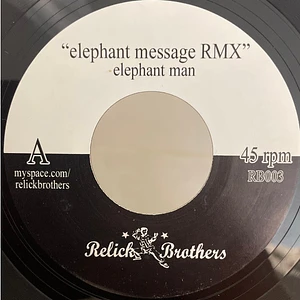 “elephant message RMX”
elephant man
A
45 rpm
myspace.com/
relickbrothers
RB003
Relick Brothers